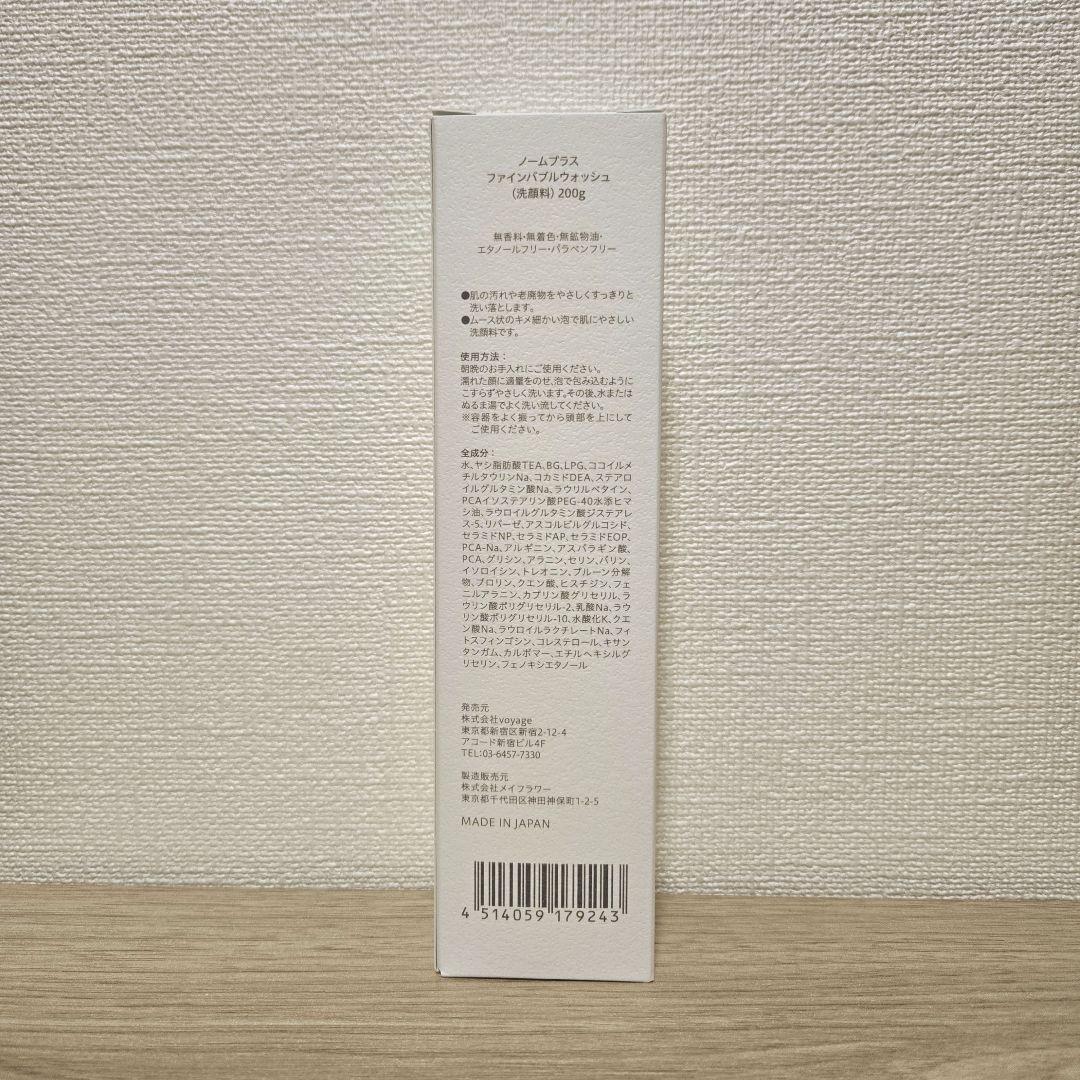 ノームプラス
ファインバブルウォッシュ
(洗顔料) 200g
無香料・無着色・無鉱物油・
エタノールフリー・パラベンフリー
●肌の汚れや老廃物をやさしくすっきりと
洗い落とします。
●ムース状のキメ細かい泡で肌にやさしい
洗顔料です。
使用方法：
朝晩のお手入れにご使用ください。
濡れた顔に適量をのせ、泡で包み込むように
こすらずやさしく洗います。その後、水または
ぬるま湯でよく洗い流してください。
※容器をよく振ってから頭部を上にして
ご使用ください。
全成分：
水、ヤシ脂肪酸TEA、BG、LPG、ココイルメ
チルタウリンNa、コカミドDEA、ステアロ
イルグルタミン酸Na、ラウリルベタイン、
PCAイソステアリン酸PEG-40水添ヒマ
シ油、ラウロイルグルタミン酸ジステアレ
ス-5、リパーゼ、アスコルビルグルコシド、
セラミドNP、セラミドAP、セラミドEOP、
PCA-Na、アルギニン、アスパラギン酸、
PCA、グリシン、アラニン、セリン、バリン、
イソロイシン、トレオニン、プルーン分解
物、プロリン、クエン酸、ヒスチジン、フェ
ニルアラニン、カプリン酸グリセリル、ラ
ウリン酸ポリグリセリル-2、乳酸Na、ラウ
リン酸ポリグリセリル-10、水酸化K、クエ
ン酸Na、ラウロイルラクチレートNa、フィ
トスフィンゴシン、コレステロール、キサン
タンガム、カルボマー、エチルヘキシルグ
リセリン、フェノキシエタノール
発売元
株式会社voyage
東京都新宿区新宿2-12-4
アコード新宿ビル4F
TEL:03-6457-7330
製造販売元
株式会社メイフラワー
東京都千代田区神田神保町1-2-5
MADE IN JAPAN
4 514059 179243